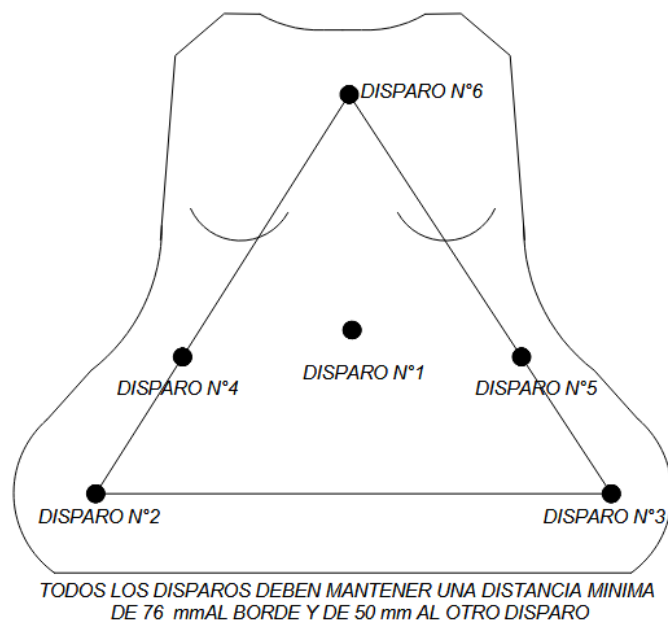 DISPARO N°6
DISPARO N°1
DISPARO N°4
DISPARO N°5
DISPARO N°2
DISPARO N°3
TODOS LOS DISPAROS DEBEN MANTENER UNA DISTANCIA MINIMA
DE 76 mmAL BORDE Y DE 50 mm AL OTRO DISPARO